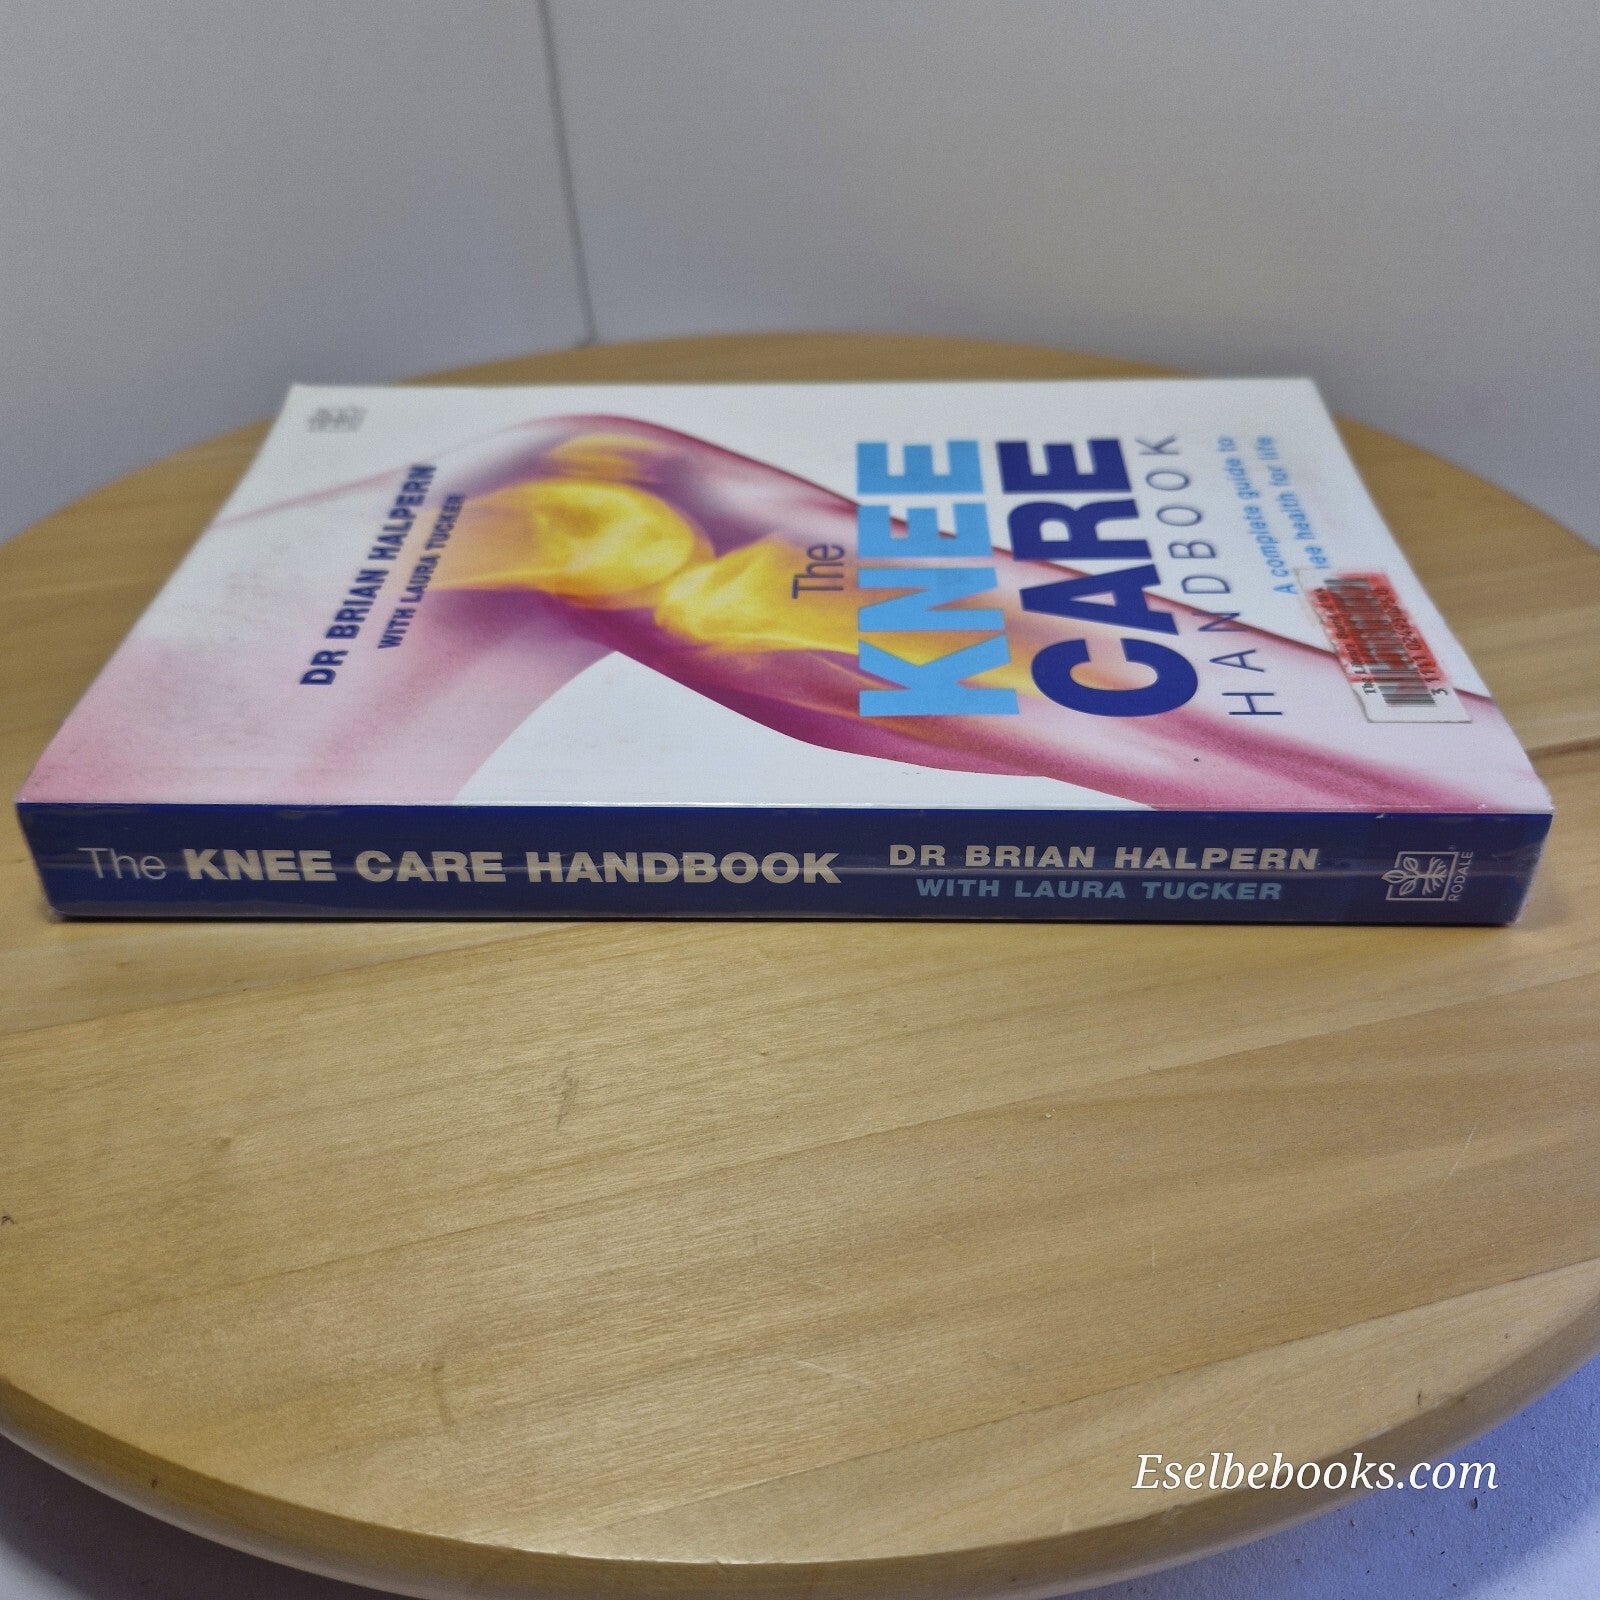 DR BRIAN HALPERN
WITH LAURA TUCKER
The
KNEE
CARE
HANDBOOK
A complete guide to
health for life
The KNEE CARE HANDBOOK
DR BRIAN HALPERN
WITH LAURA TUCKER
RODALE
Eselbebooks.com